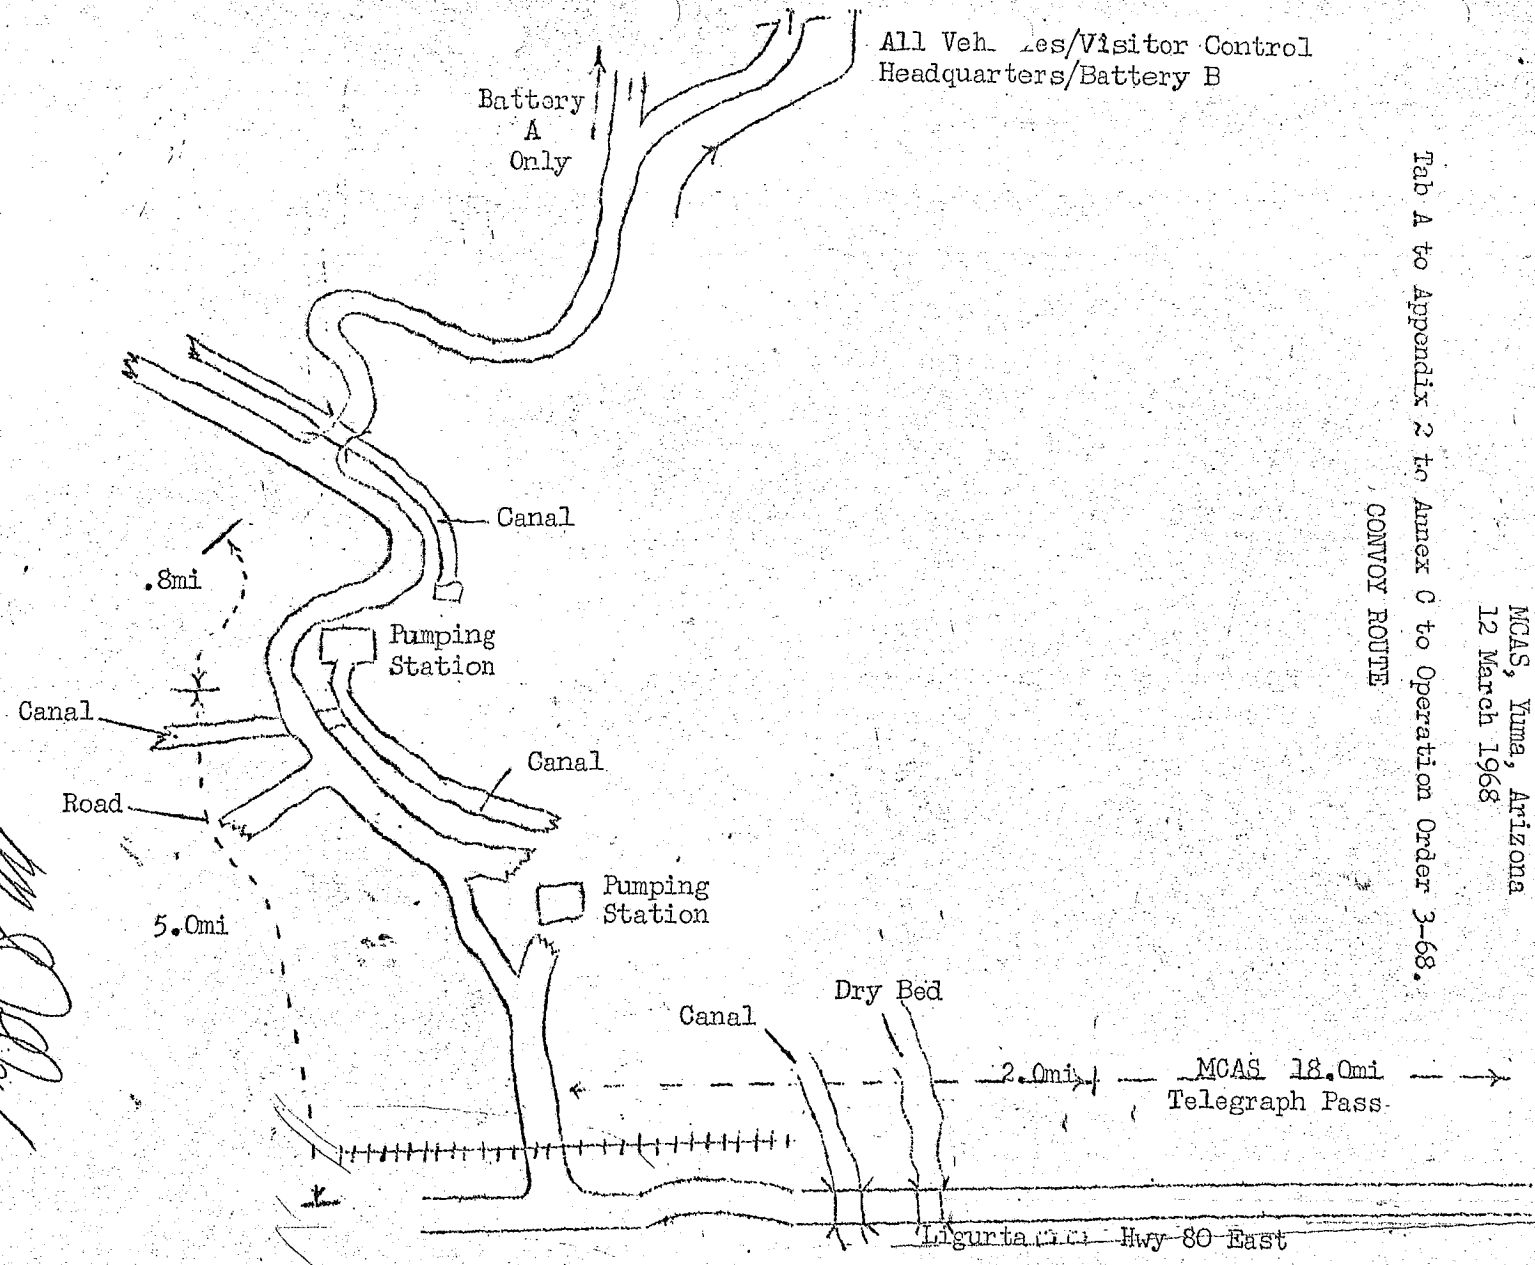 All Veh es/Visitor Control
Headquarters/Battery B
Battery
A
Only
MCAS, Yuma, Arizona
12 March 1968
Tab A to Appendix 2 to Annex C to Operation Order 3-68.
CONVOY ROUTE
Canal
.8mi
Pumping
Station
Canal
Canal
Road
Pumping
Station
5.0mi
Dry Bed
Canal
2.0mi
MCAS 18.0mi
Telegraph Pass
Ligurta Hwy 80 East